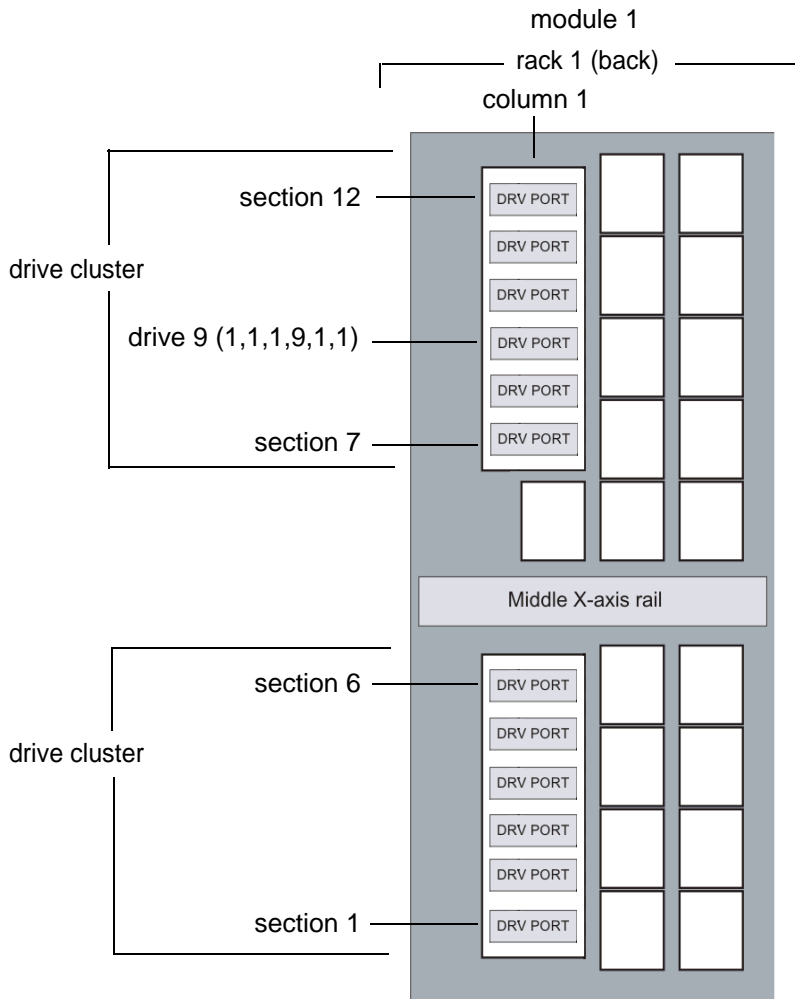 module 1
rack 1 (back)
column 1
section 12
DRV PORT
DRV PORT
drive cluster
DRV PORT
drive 9 (1,1,1,9,1,1)
DRV PORT
DRV PORT
section 7
DRV PORT
Middle X-axis rail
section 6
DRV PORT
DRV PORT
drive cluster
DRV PORT
DRV PORT
DRV PORT
section 1
DRV PORT